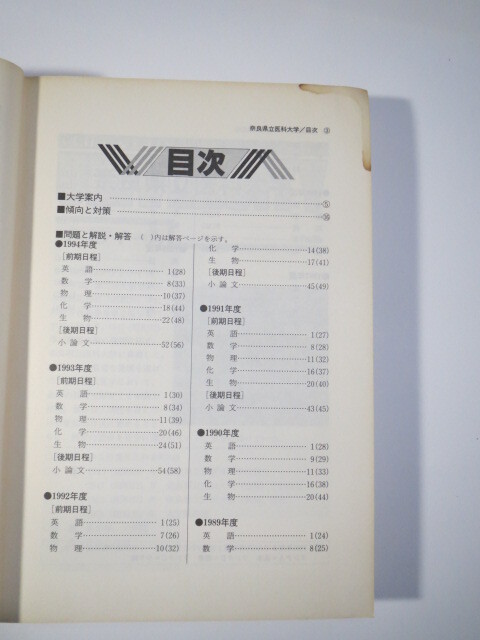 奈良県立医科大学／目次 ③
目次
■大学案内 ⑤
■傾向と対策 ⑯
■問題と解説・解答 （ ）内は解答ページを示す。
●1994年度
［前期日程］
英語 1(28)
数学 8(33)
物理 10(37)
化学 18(44)
生物 22(48)
［後期日程］
小論文 52(56)
●1993年度
［前期日程］
英語 1(30)
数学 8(34)
物理 11(39)
化学 20(46)
生物 24(51)
［後期日程］
小論文 54(58)
●1992年度
［前期日程］
英語 1(25)
数学 7(26)
物理 10(32)
化学 14(38)
生物 17(41)
［後期日程］
小論文 45(49)
●1991年度
［前期日程］
英語 1(27)
数学 8(28)
物理 11(32)
化学 16(37)
生物 20(40)
［後期日程］
小論文 43(45)
●1990年度
英語 1(28)
数学 9(29)
物理 11(33)
化学 16(38)
生物 20(44)
●1989年度
英語 1(24)
数学 8(25)